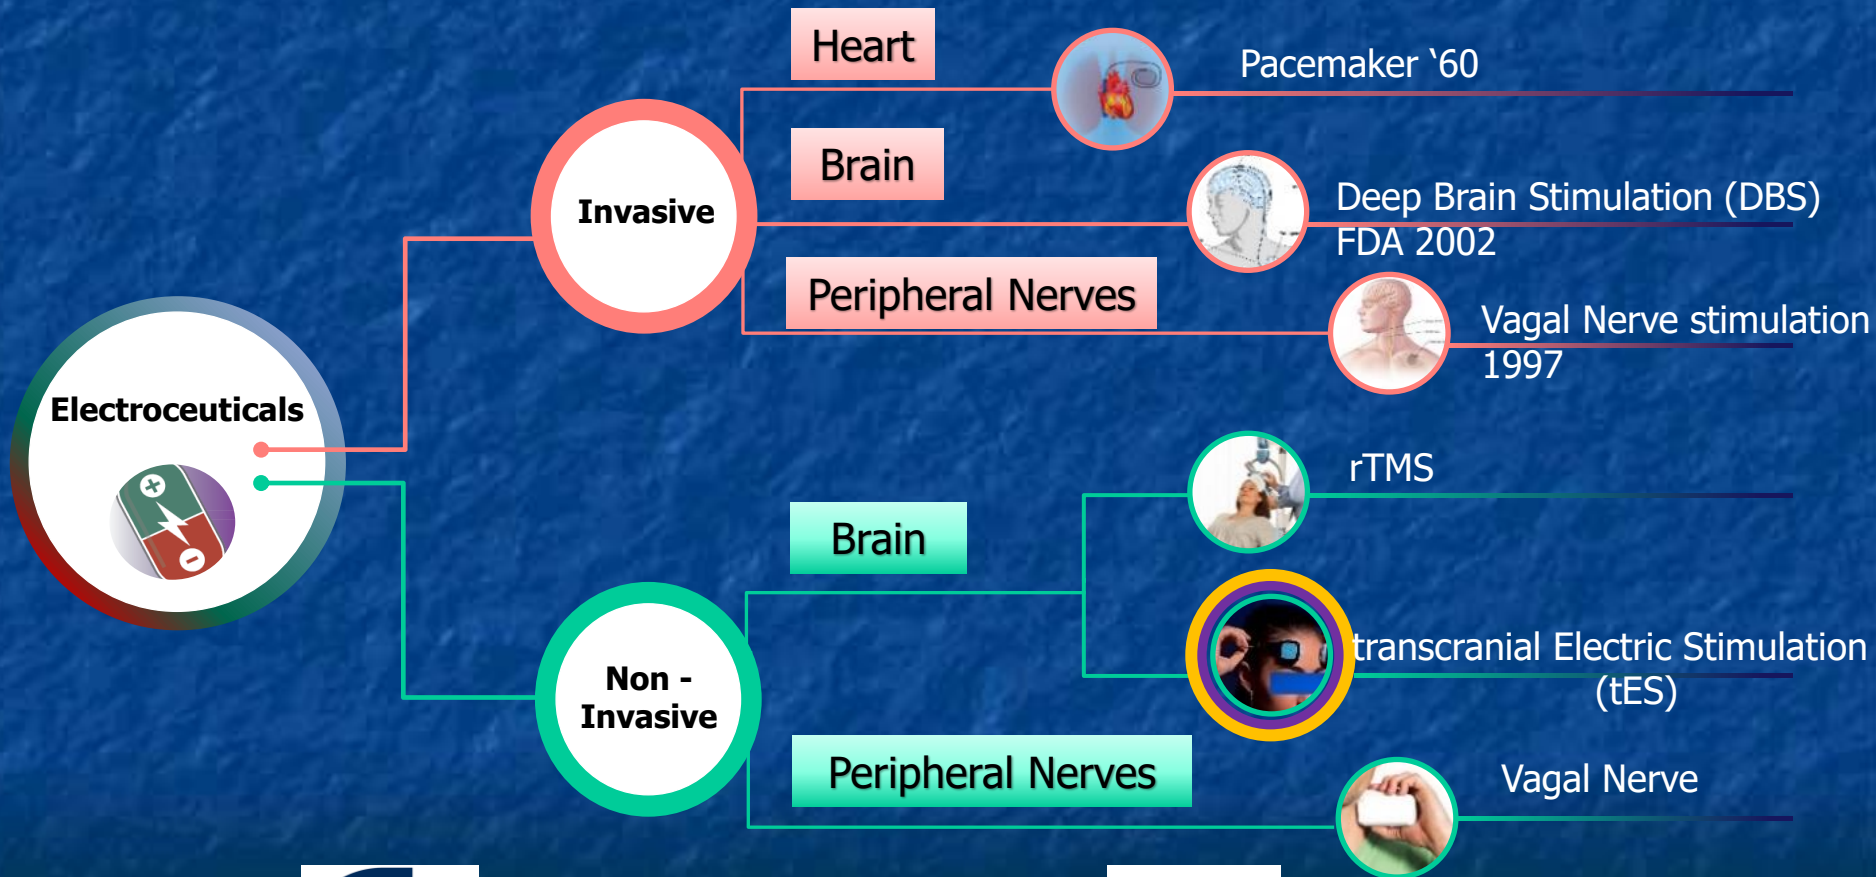 Heart
Pacemaker ‘60
Brain
Invasive
Deep Brain Stimulation (DBS)
FDA 2002
Peripheral Nerves
Vagal Nerve stimulation
1997
Electroceuticals
rTMS
Brain
transcranial Electric Stimulation
(tES)
Non -
Invasive
Peripheral Nerves
Vagal Nerve